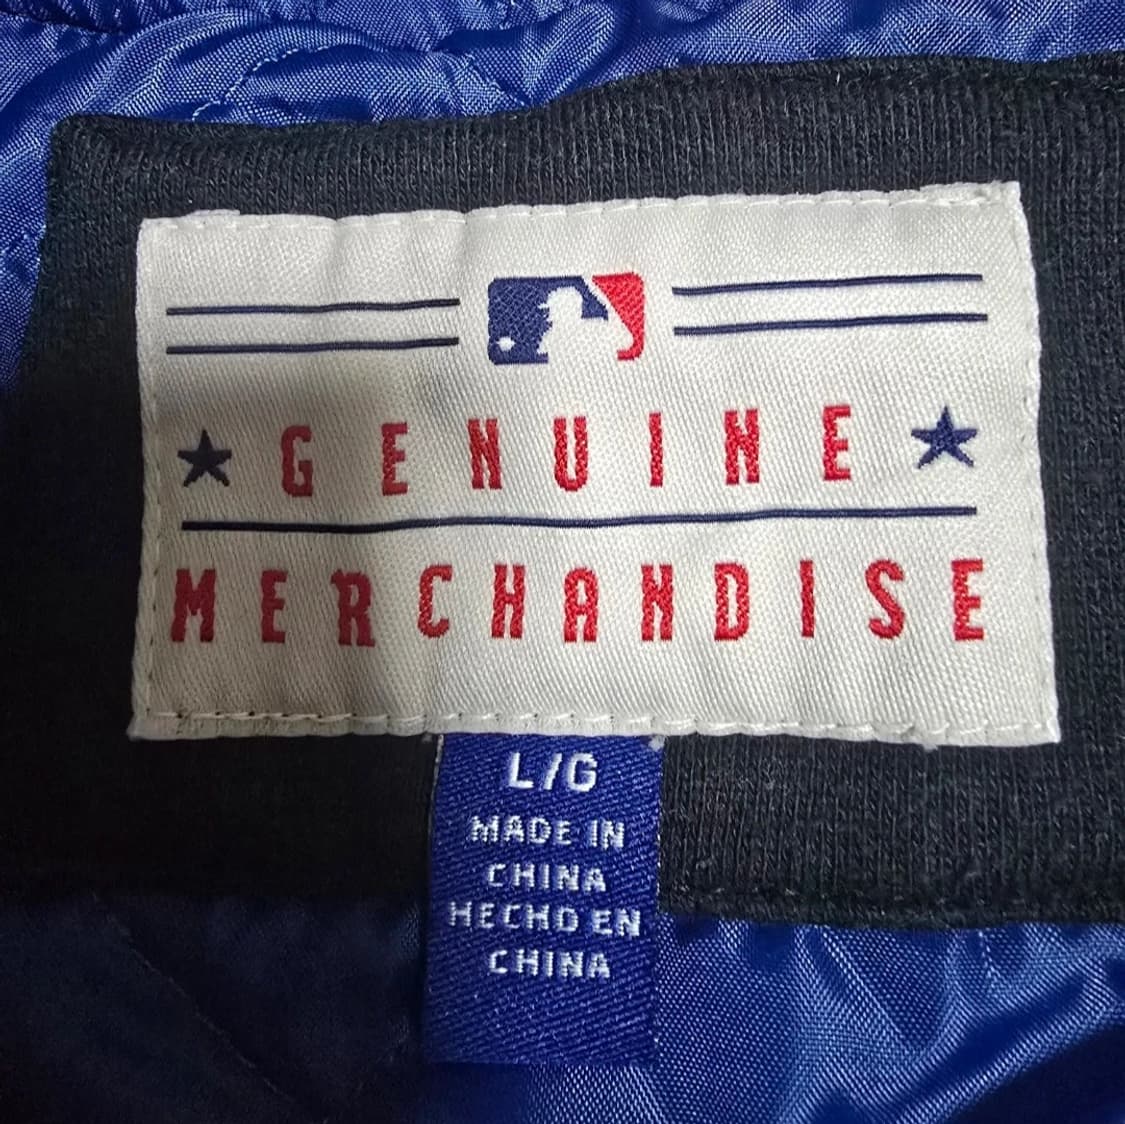 GENUINE
MERCHANDISE
L/G
MADE IN
CHINA
HECHO EN
CHINA